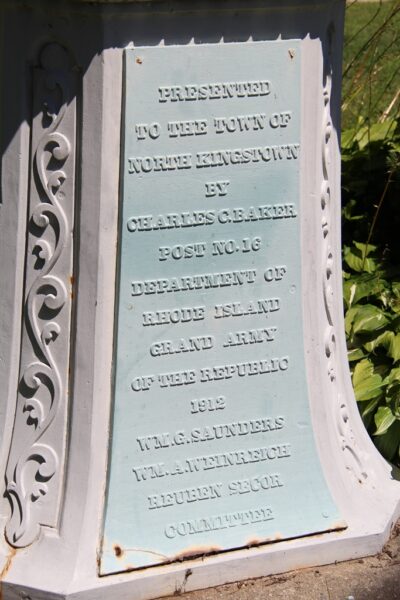 PRESENTED
TO THE TOWN OF
NORTH KINGSTOWN
BY
CHARLES C. BAKER
POST NO. 16
DEPARTMENT OF
RHODE ISLAND
GRAND ARMY
OF THE REPUBLIC
1912
WM. G. SAUNDERS
WM. A. WEINREICH
REUBEN SECOR
COMMITTEE